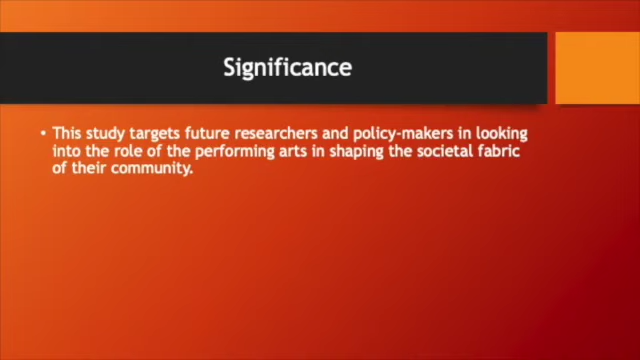 Significance
• This study targets future researchers and policy-makers in looking
into the role of the performing arts in shaping the societal fabric
of their community.